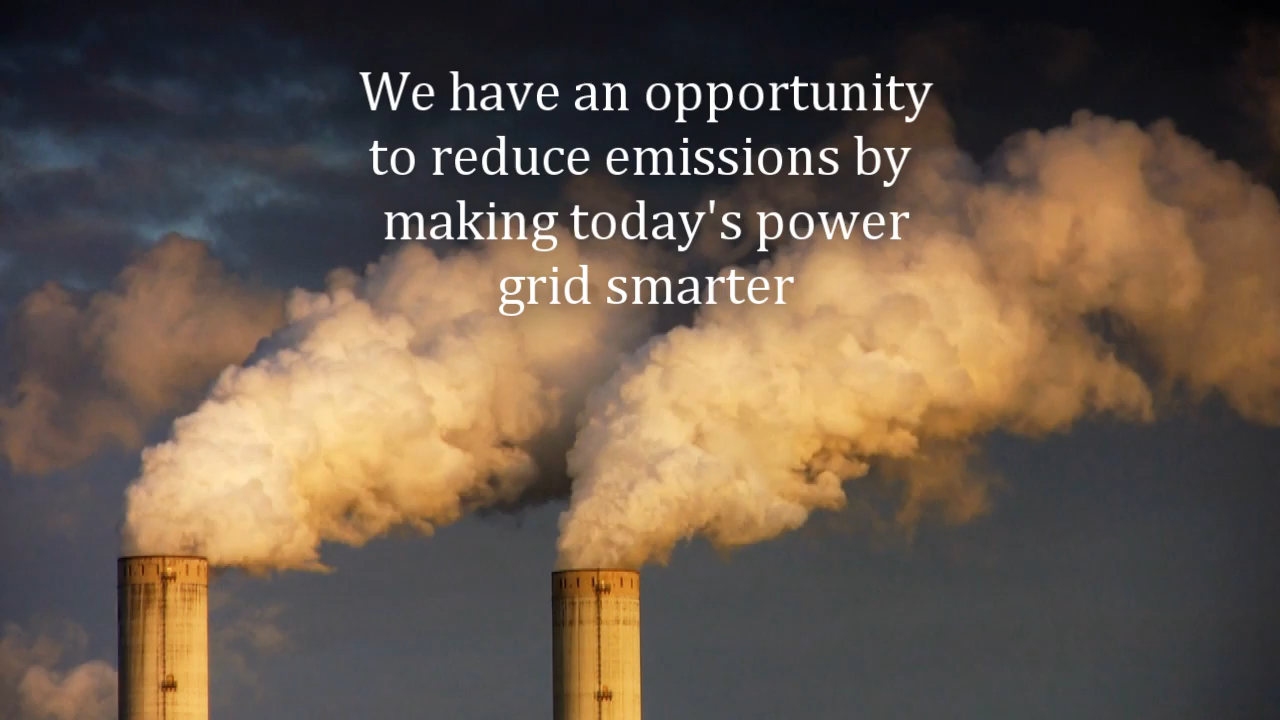 We have an opportunity
to reduce emissions by
making today's power
grid smarter